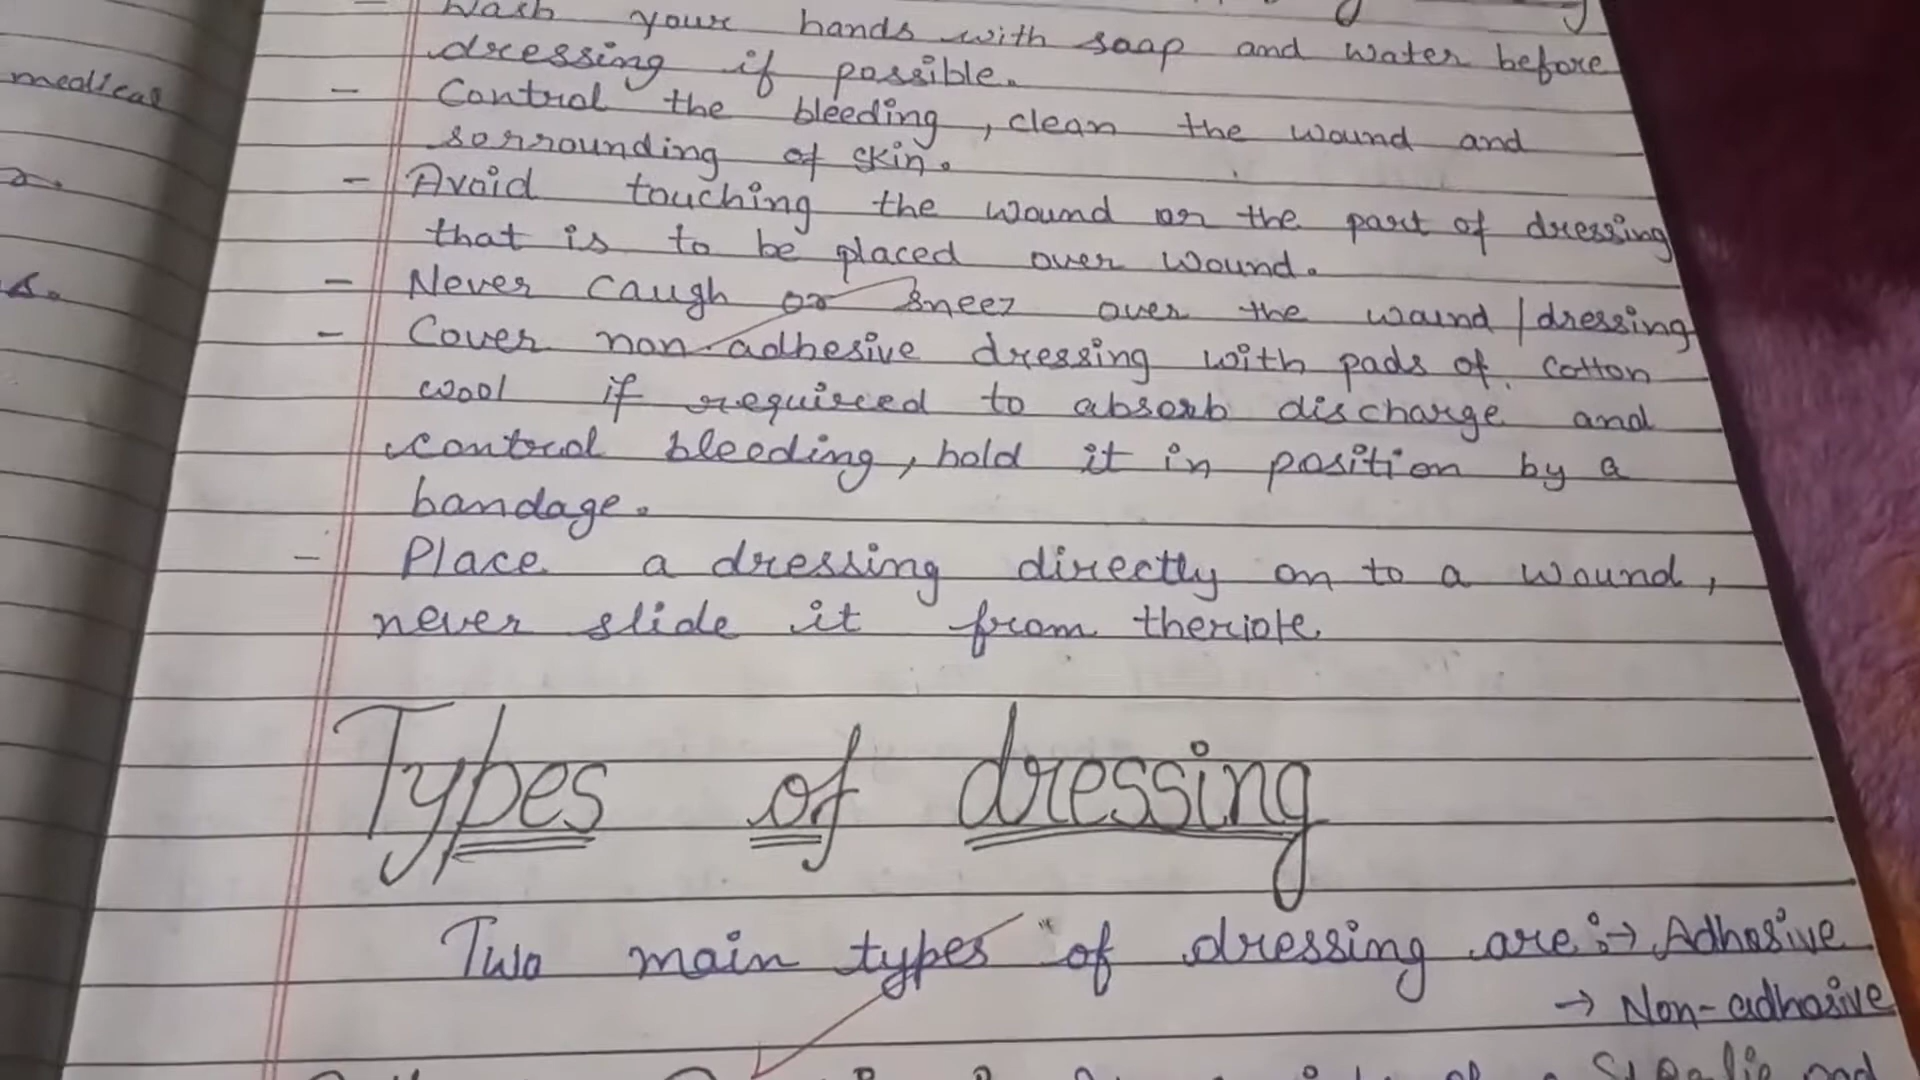 medical
- Wash your hands with soap and water before
dressing if possible.
- Control the bleeding, clean the wound and
sorrounding of skin.
- Avoid touching the wound or the part of dressing
that is to be placed over wound.
- Never caugh or sneez over the wound / dressing
- Cover non-adhesive dressing with pads of cotton
wool if required to absorb discharge and
control bleeding, hold it in position by a
bandage.
- Place a dressing directly on to a wound,
never slide it from
Types of dressing
Two main types of dressing are :→ Adhesive
→ Non-adhosive